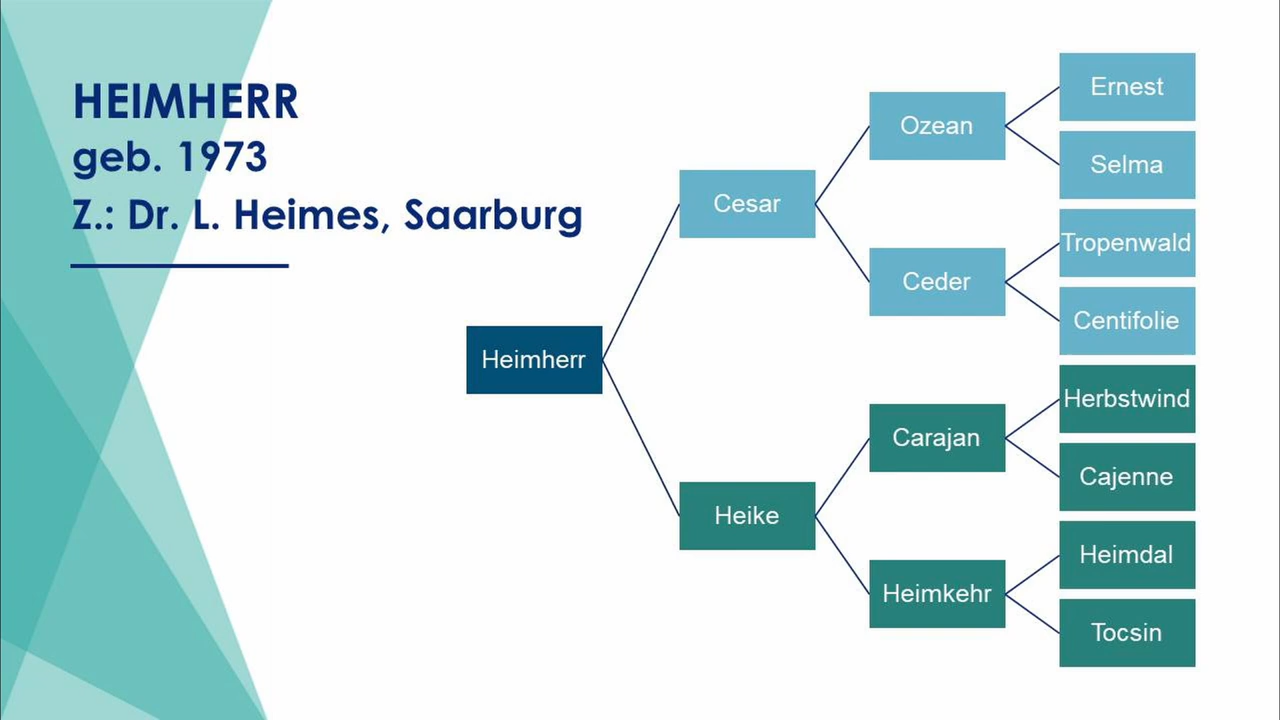 HEIMHERR
geb. 1973
Z.: Dr. L. Heimes, Saarburg
Heimherr
Cesar
Heike
Ozean
Ceder
Carajan
Heimkehr
Ernest
Selma
Tropenwald
Centifolie
Herbstwind
Cajenne
Heimdal
Tocsin